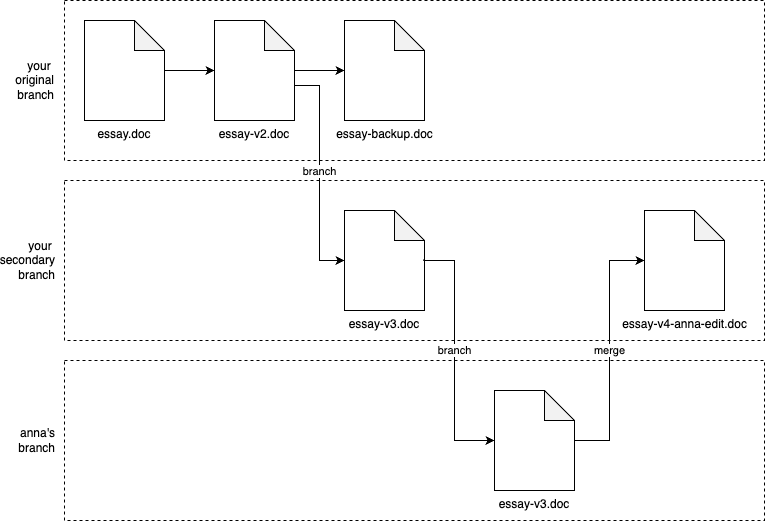 your
original
branch
essay.doc
essay-v2.doc
essay-backup.doc
branch
your
secondary
branch
essay-v3.doc
essay-v4-anna-edit.doc
branch
merge
anna's
branch
essay-v3.doc